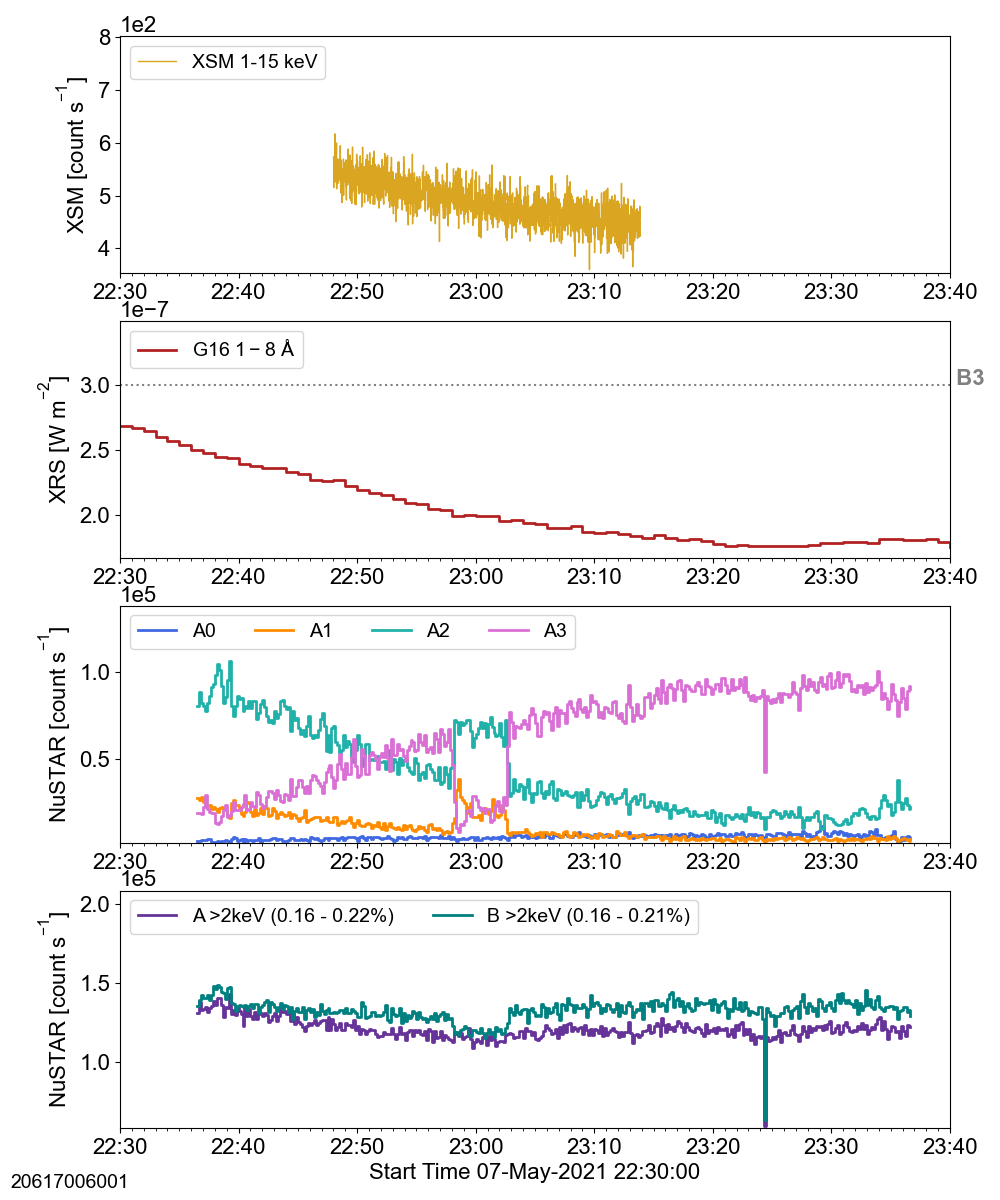 1e2
8
XSM 1-15 keV
7
6
5
4
XSM [count s⁻¹]
22:30 22:40 22:50 23:00 23:10 23:20 23:30 23:40
1e−7
G16 1 − 8 Å
3.0
B3
2.5
2.0
XRS [W m⁻²]
22:30 22:40 22:50 23:00 23:10 23:20 23:30 23:40
1e5
A0 A1 A2 A3
1.0
0.5
NuSTAR [count s⁻¹]
22:30 22:40 22:50 23:00 23:10 23:20 23:30 23:40
1e5
A >2keV (0.16 - 0.22%) B >2keV (0.16 - 0.21%)
2.0
1.5
1.0
NuSTAR [count s⁻¹]
22:30 22:40 22:50 23:00 23:10 23:20 23:30 23:40
Start Time 07-May-2021 22:30:00
20617006001